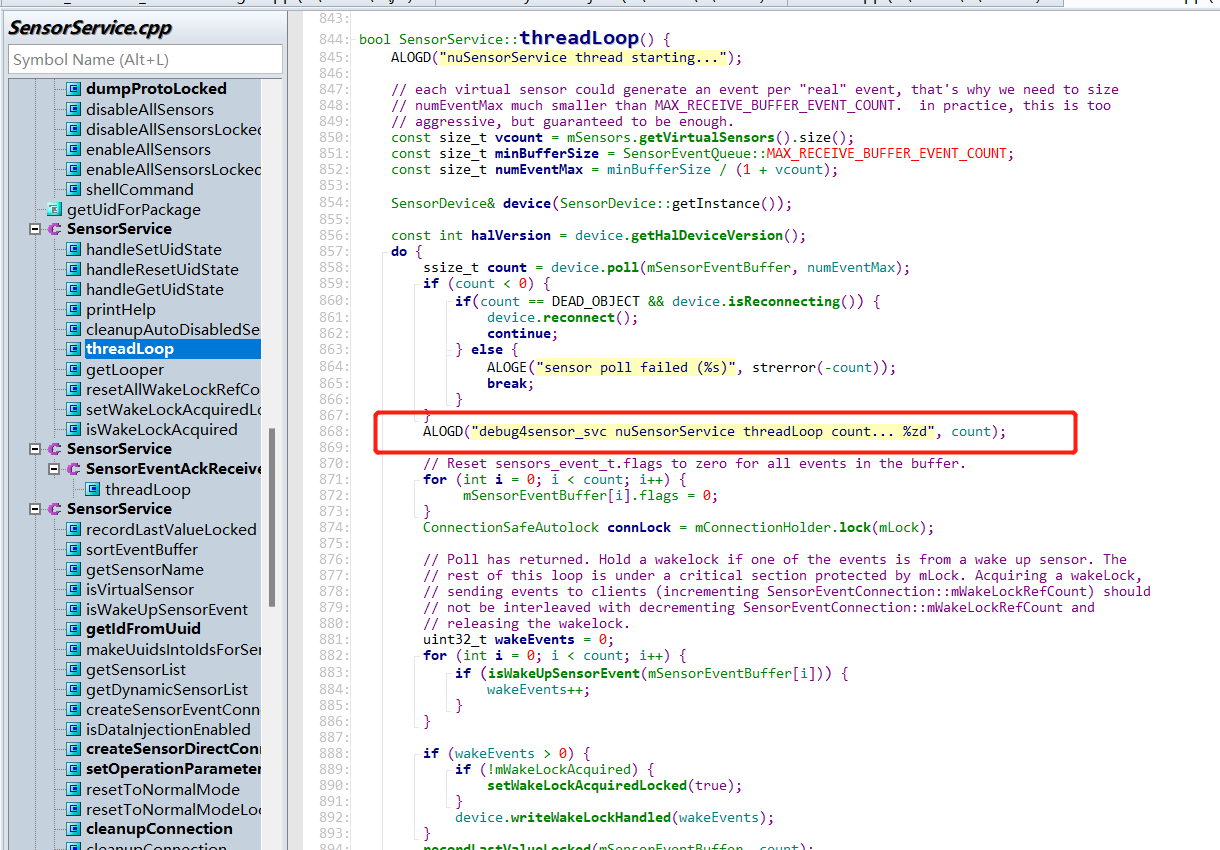 SensorService.cpp
Symbol Name (Alt+L)
dumpProtoLocked
disableAllSensors
disableAllSensorsLocked
enableAllSensors
enableAllSensorsLocked
shellCommand
getUidForPackage
SensorService
handleSetUidState
handleResetUidState
handleGetUidState
printHelp
cleanupAutoDisabledSe
threadLoop
getLooper
resetAllWakeLockRefCo
setWakeLockAcquiredLo
isWakeLockAcquired
SensorService
SensorEventAckReceive
threadLoop
SensorService
recordLastValueLocked
sortEventBuffer
getSensorName
isVirtualSensor
isWakeUpSensorEvent
getIdFromUuid
makeUuidsIntoIdsForSen
getSensorList
getDynamicSensorList
createSensorEventConn
isDataInjectionEnabled
createSensorDirectConn
setOperationParameter
resetToNormalMode
resetToNormalModeLoc
cleanupConnection
cleanupConnection
843:
844: bool SensorService::threadLoop() {
845: ALOGD("nuSensorService thread starting...");
846:
847: // each virtual sensor could generate an event per "real" event, that's why we need to size
848: // numEventMax much smaller than MAX_RECEIVE_BUFFER_EVENT_COUNT.  in practice, this is too
849: // aggressive, but guaranteed to be enough.
850: const size_t vcount = mSensors.getVirtualSensors().size();
851: const size_t minBufferSize = SensorEventQueue::MAX_RECEIVE_BUFFER_EVENT_COUNT;
852: const size_t numEventMax = minBufferSize / (1 + vcount);
853:
854: SensorDevice& device(SensorDevice::getInstance());
855:
856: const int halVersion = device.getHalDeviceVersion();
857: do {
858: ssize_t count = device.poll(mSensorEventBuffer, numEventMax);
859: if (count < 0) {
860: if(count == DEAD_OBJECT && device.isReconnecting()) {
861: device.reconnect();
862: continue;
863: } else {
864: ALOGE("sensor poll failed (%s)", strerror(-count));
865: break;
866: }
867: }
868: ALOGD("debug4sensor_svc nuSensorService threadLoop count... %zd", count);
869:
870: // Reset sensors_event_t.flags to zero for all events in the buffer.
871: for (int i = 0; i < count; i++) {
872: mSensorEventBuffer[i].flags = 0;
873: }
874: ConnectionSafeAutolock connLock = mConnectionHolder.lock(mLock);
875:
876: // Poll has returned. Hold a wakelock if one of the events is from a wake up sensor. The
877: // rest of this loop is under a critical section protected by mLock. Acquiring a wakeLock,
878: // sending events to clients (incrementing SensorEventConnection::mWakeLockRefCount) should
879: // not be interleaved with decrementing SensorEventConnection::mWakeLockRefCount and
880: // releasing the wakelock.
881: uint32_t wakeEvents = 0;
882: for (int i = 0; i < count; i++) {
883: if (isWakeUpSensorEvent(mSensorEventBuffer[i])) {
884: wakeEvents++;
885: }
886: }
887:
888: if (wakeEvents > 0) {
889: if (!mWakeLockAcquired) {
890: setWakeLockAcquiredLocked(true);
891: }
892: device.writeWakeLockHandled(wakeEvents);
893: }
894: recordLastValueLocked(mSensorEventBuffer, count);